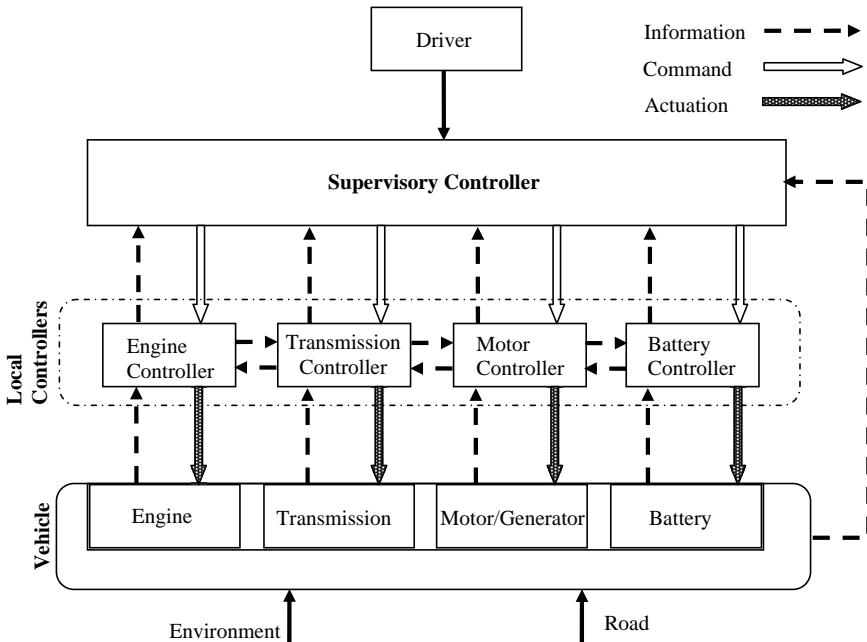 Driver
Information
Command
Actuation
Supervisory Controller
Local
Controllers
Engine
Controller
Transmission
Controller
Motor
Controller
Battery
Controller
Vehicle
Engine
Transmission
Motor/Generator
Battery
Environment
Road